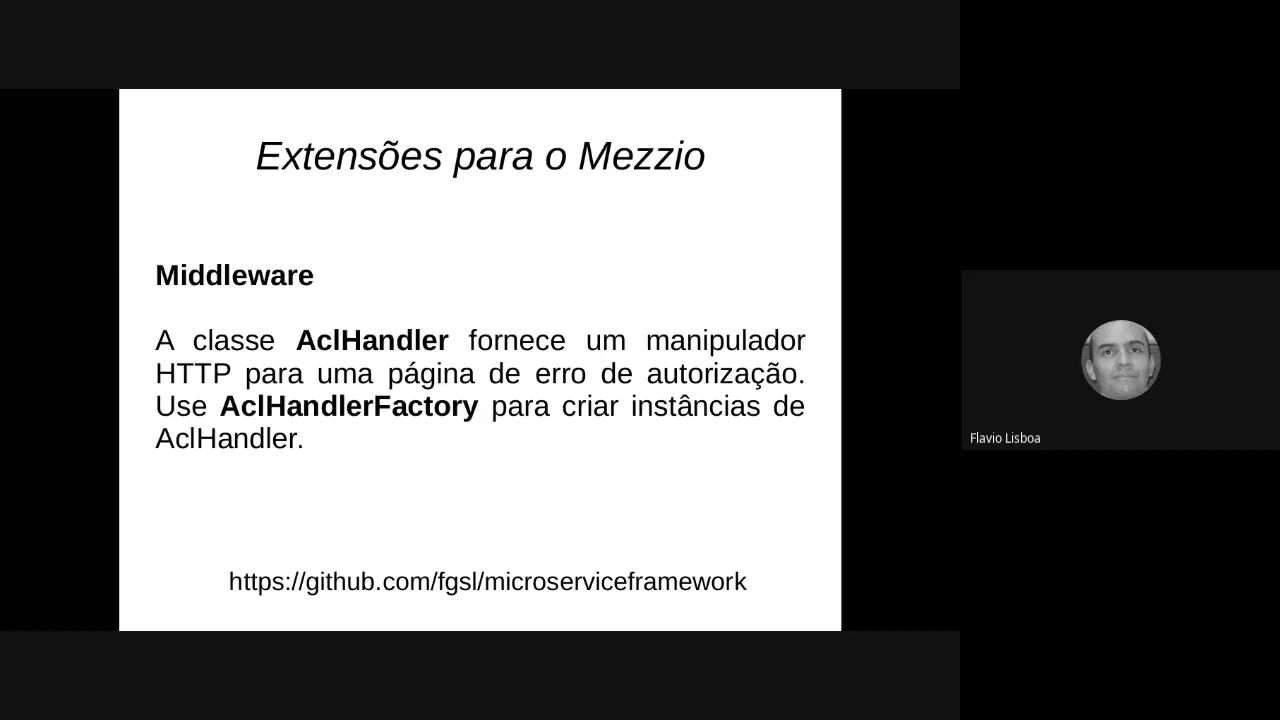 Extensões para o Mezzio
Middleware
A classe AclHandler fornece um manipulador
HTTP para uma página de erro de autorização.
Use AclHandlerFactory para criar instâncias de
AclHandler.
https://github.com/fgsl/microserviceframework
Flavio Lisboa